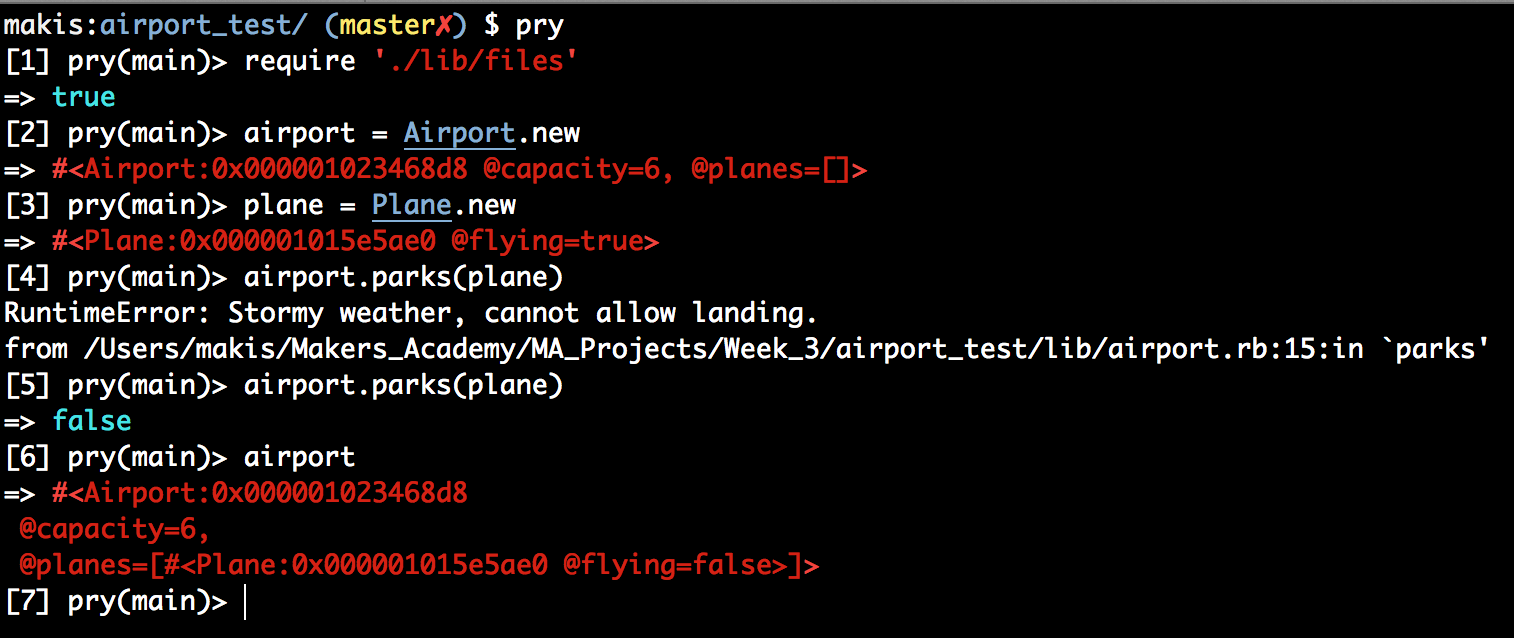 makis:airport_test/ (master✗) $ pry
[1] pry(main)> require './lib/files'
=> true
[2] pry(main)> airport = Airport.new
=> #<Airport:0x000001023468d8 @capacity=6, @planes=[]>
[3] pry(main)> plane = Plane.new
=> #<Plane:0x000001015e5ae0 @flying=true>
[4] pry(main)> airport.parks(plane)
RuntimeError: Stormy weather, cannot allow landing.
from /Users/makis/Makers_Academy/MA_Projects/Week_3/airport_test/lib/airport.rb:15:in `parks'
[5] pry(main)> airport.parks(plane)
=> false
[6] pry(main)> airport
=> #<Airport:0x000001023468d8
 @capacity=6,
 @planes=[#<Plane:0x000001015e5ae0 @flying=false>]>
[7] pry(main)>